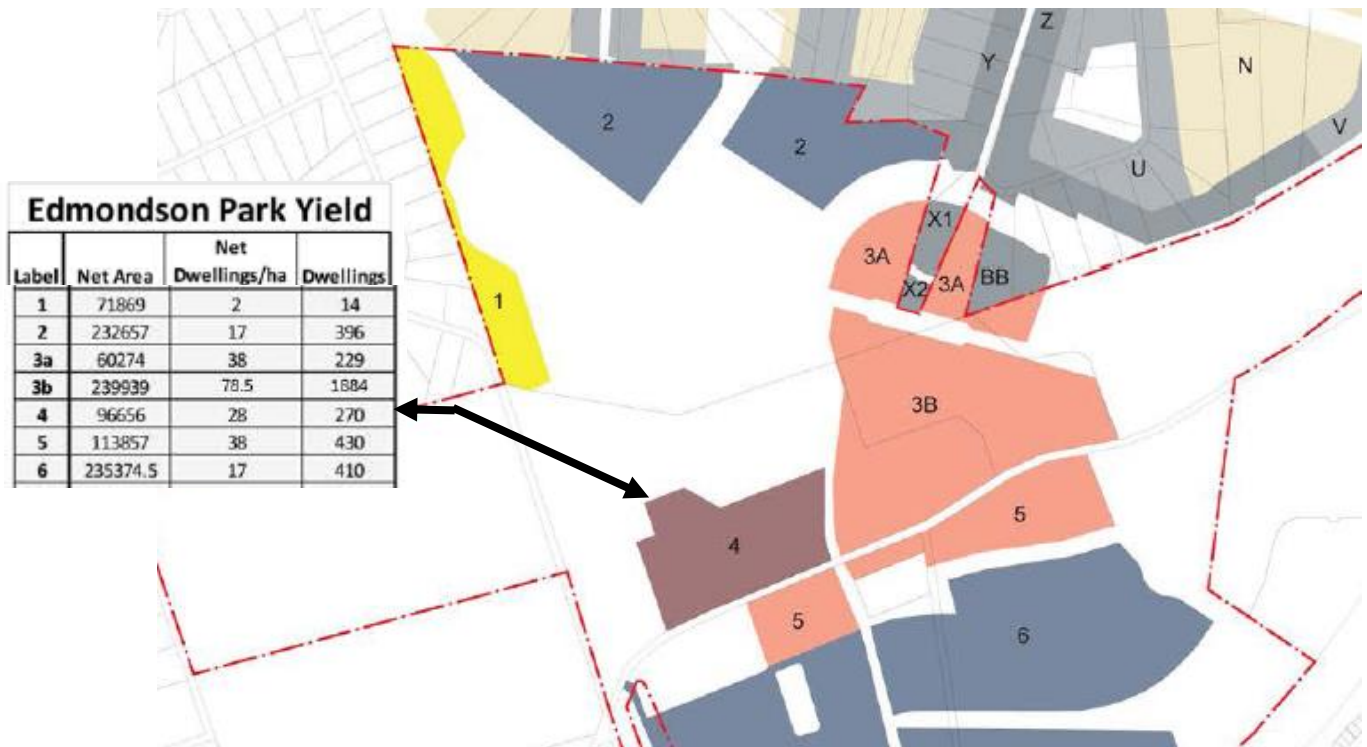 Edmondson Park Yield
Label Net Area Net Dwellings/ha Dwellings
1 71869 2 14
2 232657 17 396
3a 60274 38 229
3b 239939 78.5 1884
4 96656 28 270
5 113857 38 430
6 235374.5 17 410
Z
Y
N
V
U
2
2
X1
3A
X2
3A
BB
1
3B
5
4
5
6